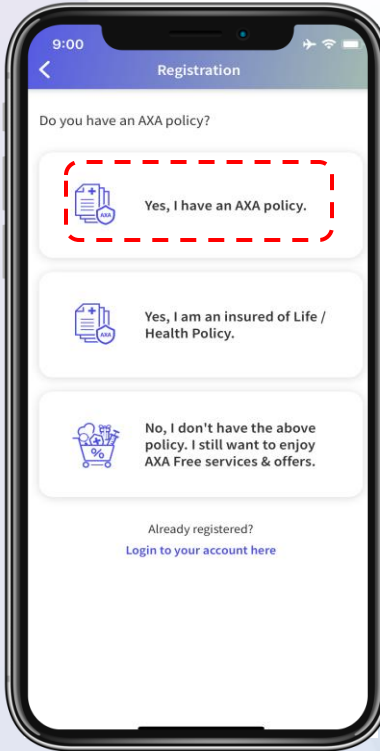 9:00
Registration
Do you have an AXA policy?
AXA
Yes, I have an AXA policy.
AXA
Yes, I am an insured of Life /
Health Policy.
%
No, I don't have the above
policy. I still want to enjoy
AXA Free services & offers.
Already registered?
Login to your account here